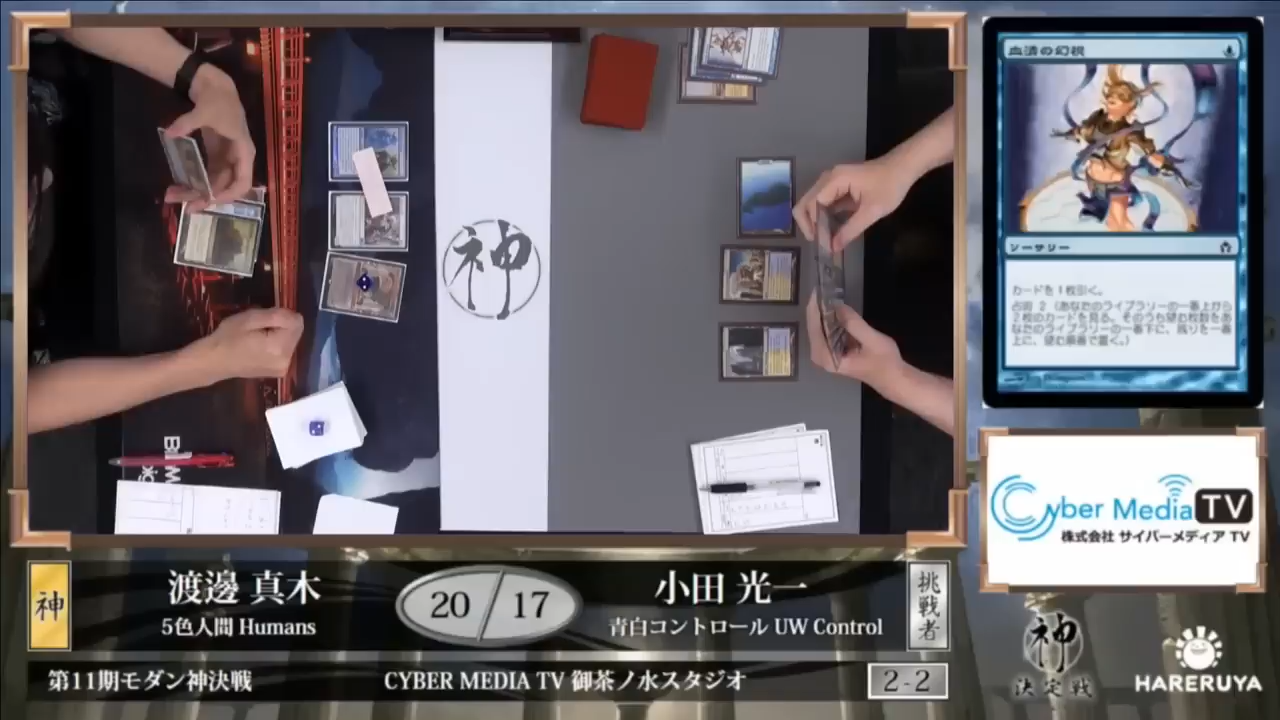 血清の幻視
ソーサリー
カードを1枚引く。
占術 2(あなたのライブラリーの一番上から
2枚のカードを見る。そのうち望む枚数をあ
なたのライブラリーの一番下に、残りを一番
上に、望む順番で置く。)
神
Cyber Media TV
株式会社 サイバーメディア TV
神
渡邊 真木
5色人間 Humans
20/17
小田 光一
青白コントロール UW Control
挑戦者
第11期モダン神決戦
CYBER MEDIA TV 御茶ノ水スタジオ
2-2
神
決定戦
HARERUYA